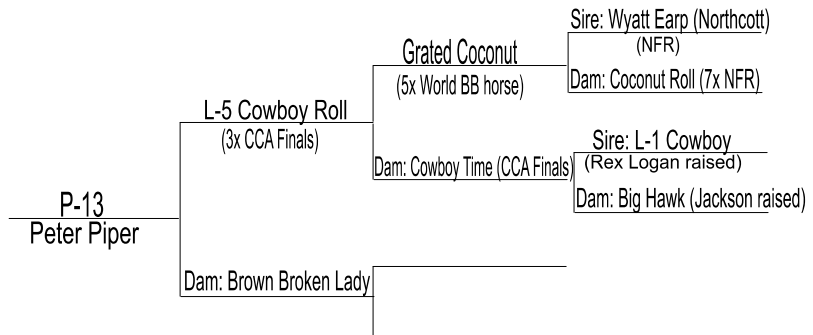 Sire: Wyatt Earp (Northcott)
(NFR)
Grated Coconut
(5x World BB horse)
Dam: Coconut Roll (7x NFR)
L-5 Cowboy Roll
(3x CCA Finals)
Sire: L-1 Cowboy
(Rex Logan raised)
Dam: Cowboy Time (CCA Finals)
Dam: Big Hawk (Jackson raised)
P-13
Peter Piper
Dam: Brown Broken Lady